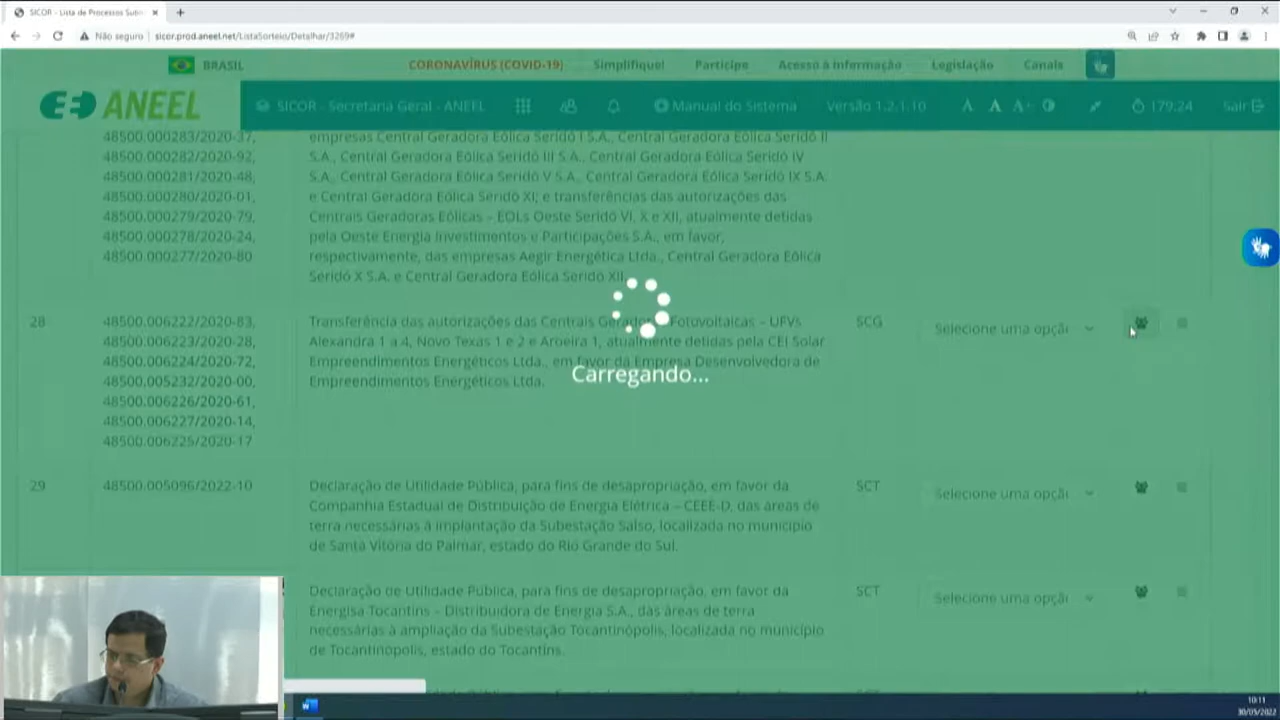 SICOR - Lista de Processos Sub
Não seguro | sicor.prod.aneel.net/ListaSorteio/Detalhar/3269#
BRASIL
CORONAVÍRUS (COVID-19)
Simplifique!
Participe
Acesso à informação
Legislação
Canais
ANEEL
SICOR - Secretaria Geral - ANEEL
Manual do Sistema
Versão 1.2.1.10
A A A
179:24
Sair
48500.000283/2020-37,
48500.000282/2020-92,
48500.000281/2020-48,
48500.000280/2020-01,
48500.000279/2020-79,
48500.000278/2020-24,
48500.000277/2020-80
empresas Central Geradora Eólica Seridó I S.A., Central Geradora Eólica Seridó II
S.A., Central Geradora Eólica Seridó III S.A., Central Geradora Eólica Seridó IV
S.A., Central Geradora Eólica Seridó V S.A., Central Geradora Eólica Seridó IX S.A.
e Central Geradora Eólica Seridó XI; e transferências das autorizações das
Centrais Geradoras Eólicas – EOLs Oeste Seridó VI, X e XII, atualmente detidas
pela Oeste Energia Investimentos e Participações S.A., em favor,
respectivamente, das empresas Aegir Energética Ltda., Central Geradora Eólica
Seridó X S.A. e Central Geradora Eólica Seridó XII.
28
48500.006222/2020-83,
48500.006223/2020-28,
48500.006224/2020-72,
48500.005232/2020-00,
48500.006226/2020-61,
48500.006227/2020-14,
48500.006225/2020-17
Transferência das autorizações das Centrais Gerador Fotovoltaicas – UFVs
Alexandra 1 a 4, Novo Texas 1 e 2 e Aroeira 1, atualmente detidas pela CEI Solar
Empreendimentos Energéticos Ltda., em favor da Empresa Desenvolvedora de
Empreendimentos Energéticos Ltda.
SCG
Selecione uma opçã
Carregando...
29
48500.005096/2022-10
Declaração de Utilidade Pública, para fins de desapropriação, em favor da
Companhia Estadual de Distribuição de Energia Elétrica – CEEE-D, das áreas de
terra necessárias à implantação da Subestação Salso, localizada no município
de Santa Vitória do Palmar, estado do Rio Grande do Sul.
SCT
Selecione uma opçã
Declaração de Utilidade Pública, para fins de desapropriação, em favor da
Energisa Tocantins – Distribuidora de Energia S.A., das áreas de terra
necessárias à ampliação da Subestação Tocantinópolis, localizada no município
de Tocantinópolis, estado do Tocantins.
SCT
Selecione uma opçã
10:11
30/05/2022